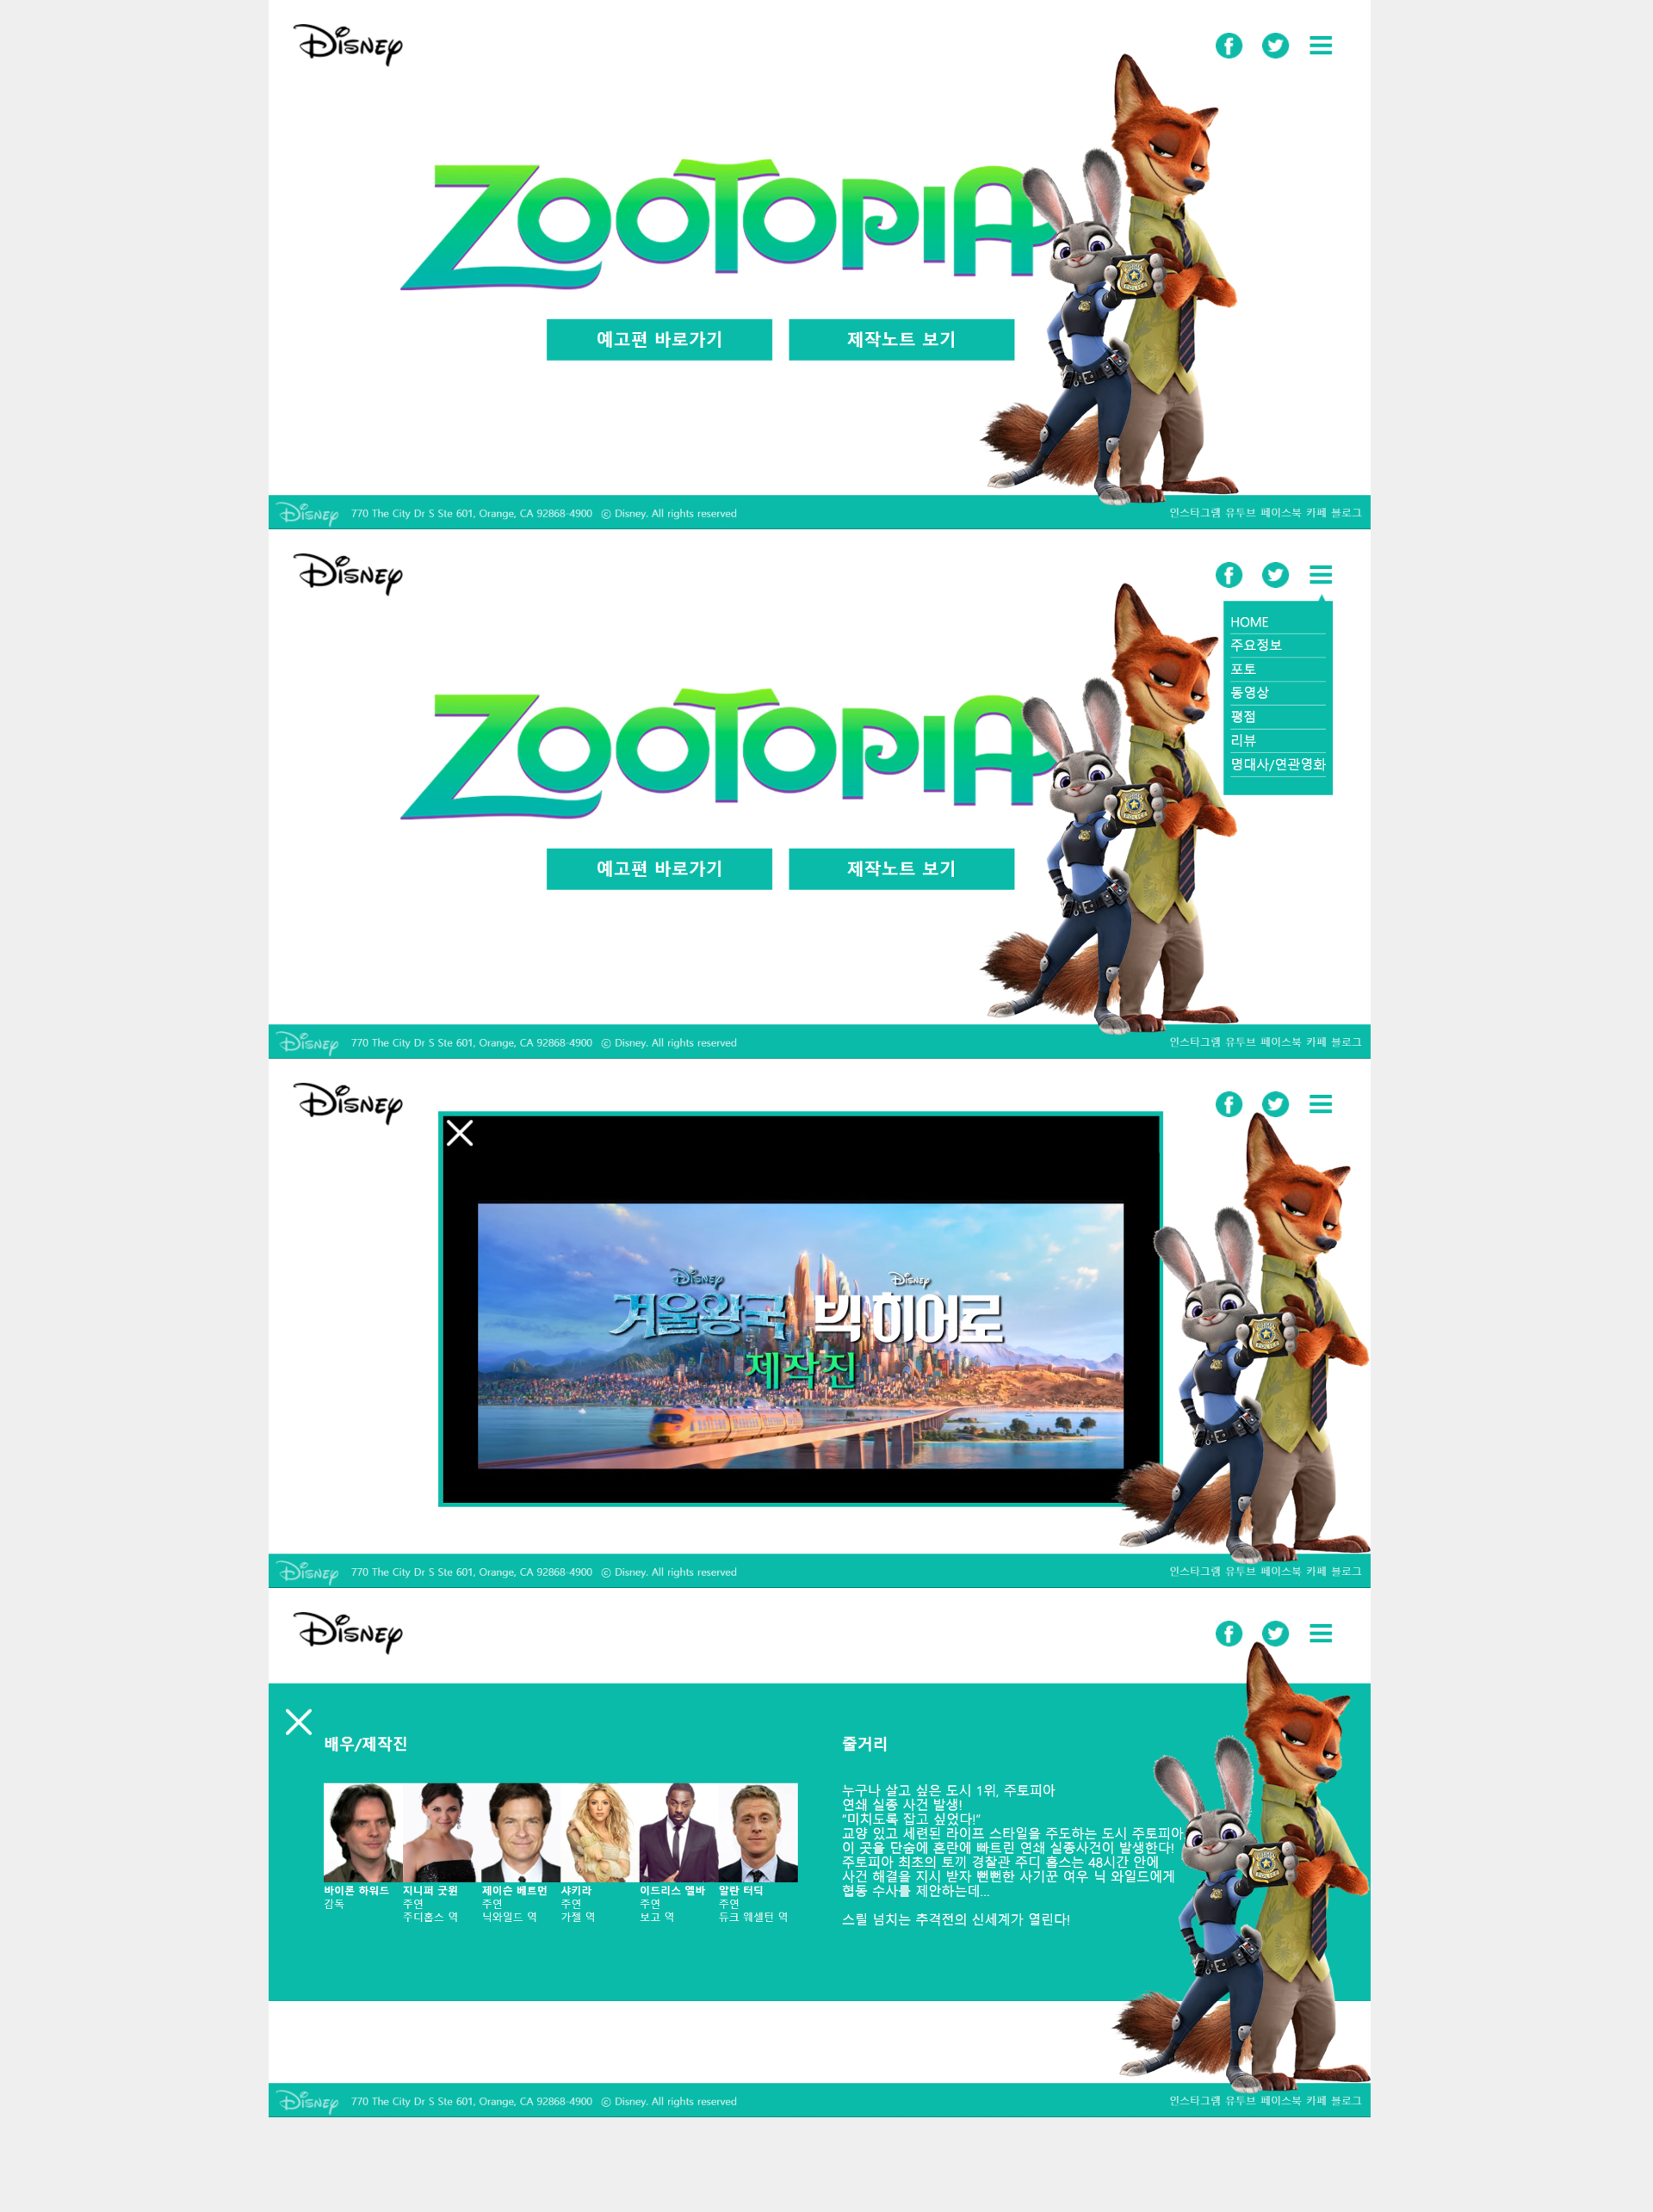 Disney
ZOOTOPIA
POLICE
예고편 바로가기
제작노트 보기
Disney 770 The City Dr S Ste 601, Orange, CA 92868-4900 ⓒ Disney. All rights reserved
인스타그램 유투브 페이스북 카페 블로그
Disney
HOME
주요정보
포토
동영상
평점
리뷰
명대사/연관영화
ZOOTOPIA
POLICE
예고편 바로가기
제작노트 보기
Disney 770 The City Dr S Ste 601, Orange, CA 92868-4900 ⓒ Disney. All rights reserved
인스타그램 유투브 페이스북 카페 블로그
Disney
Disney
겨울왕국
Disney
빅 히어로
제작진
POLICE
Disney 770 The City Dr S Ste 601, Orange, CA 92868-4900 ⓒ Disney. All rights reserved
인스타그램 유투브 페이스북 카페 블로그
Disney
배우/제작진
바이론 하워드
감독
지니퍼 굿윈
주연
주디홉스 역
제이슨 베트먼
주연
닉와일드 역
샤키라
주연
가젤 역
이드리스 엘바
주연
보고 역
알란 터딕
주연
듀크 웨셀턴 역
줄거리
누구나 살고 싶은 도시 1위, 주토피아
연쇄 실종 사건 발생!
“미치도록 잡고 싶었다!”
교양 있고 세련된 라이프 스타일을 주도하는 도시 주토피아
이 곳을 단숨에 혼란에 빠트린 연쇄 실종사건이 발생한다!
주토피아 최초의 토끼 경찰관 주디 홉스는 48시간 안에
사건 해결을 지시 받자 뻔뻔한 사기꾼 여우 닉 와일드에게
협동 수사를 제안하는데...
스릴 넘치는 추격전의 신세계가 열린다!
POLICE
Disney 770 The City Dr S Ste 601, Orange, CA 92868-4900 ⓒ Disney. All rights reserved
인스타그램 유투브 페이스북 카페 블로그